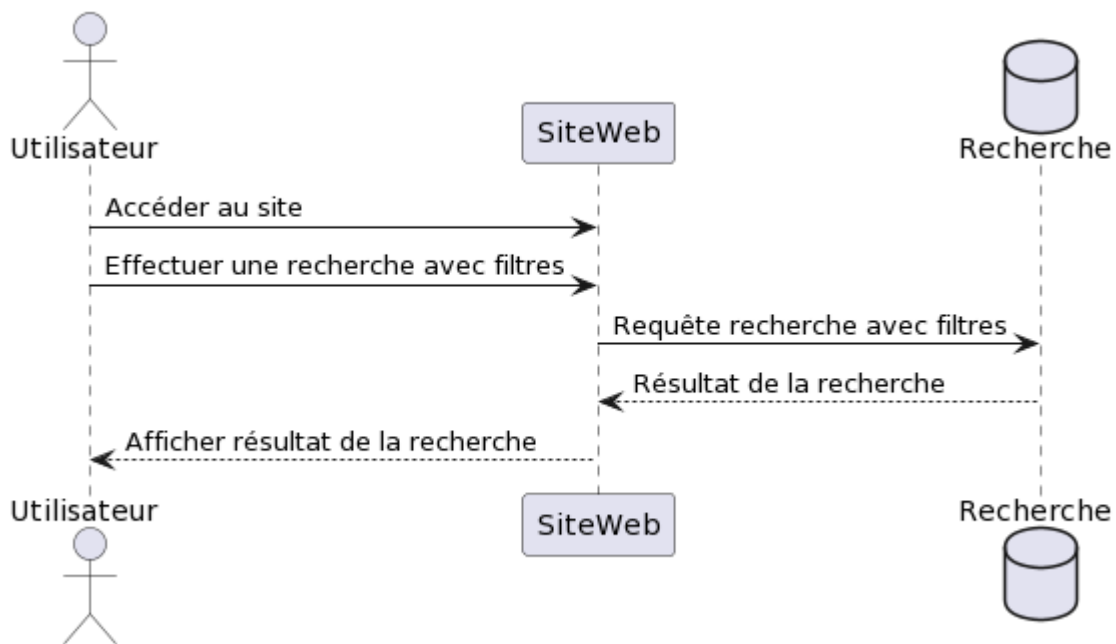 Utilisateur
SiteWeb
Recherche
Accéder au site
Effectuer une recherche avec filtres
Requête recherche avec filtres
Résultat de la recherche
Afficher résultat de la recherche
Utilisateur
SiteWeb
Recherche